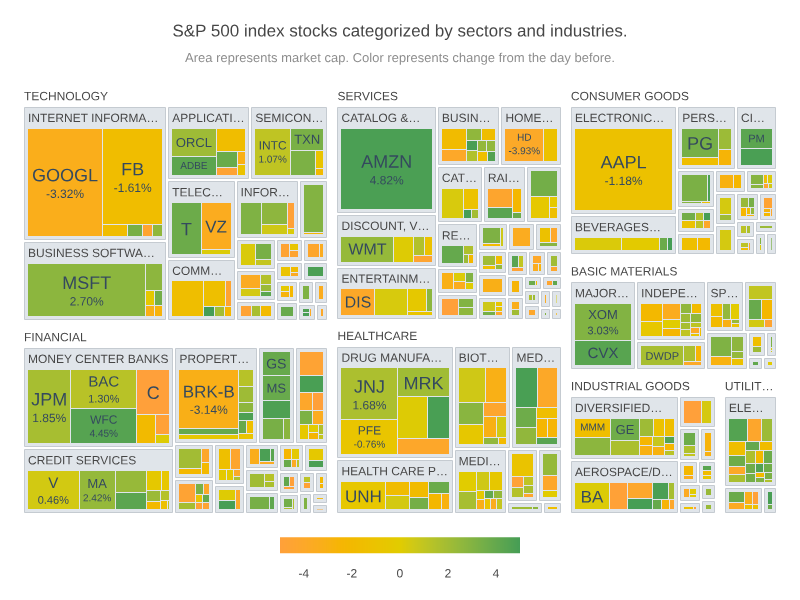 S&P 500 index stocks categorized by sectors and industries.
Area represents market cap. Color represents change from the day before.
TECHNOLOGY
INTERNET INFORMA…
GOOGL
-3.32%
FB
-1.61%
APPLICATI…
ORCL
ADBE
SEMICON…
INTC
1.07%
TXN
TELEC…
T
VZ
INFOR…
BUSINESS SOFTWA…
MSFT
2.70%
COMM…
SERVICES
CATALOG &…
AMZN
4.82%
BUSIN…
HOME…
HD
-3.93%
CAT…
RAI…
DISCOUNT, V…
WMT
RE…
ENTERTAINM…
DIS
CONSUMER GOODS
ELECTRONIC…
AAPL
-1.18%
PERS…
PG
CI…
PM
BEVERAGES…
BASIC MATERIALS
MAJOR…
XOM
3.03%
CVX
INDEPE…
DWDP
SP…
FINANCIAL
MONEY CENTER BANKS
JPM
1.85%
BAC
1.30%
WFC
4.45%
C
PROPERT…
BRK-B
-3.14%
GS
MS
CREDIT SERVICES
V
0.46%
MA
2.42%
HEALTHCARE
DRUG MANUFA…
JNJ
1.68%
MRK
PFE
-0.76%
BIOT…
MED…
HEALTH CARE P…
UNH
MEDI…
INDUSTRIAL GOODS
DIVERSIFIED…
MMM
GE
AEROSPACE/D…
BA
UTILIT…
ELE…
-4
-2
0
2
4